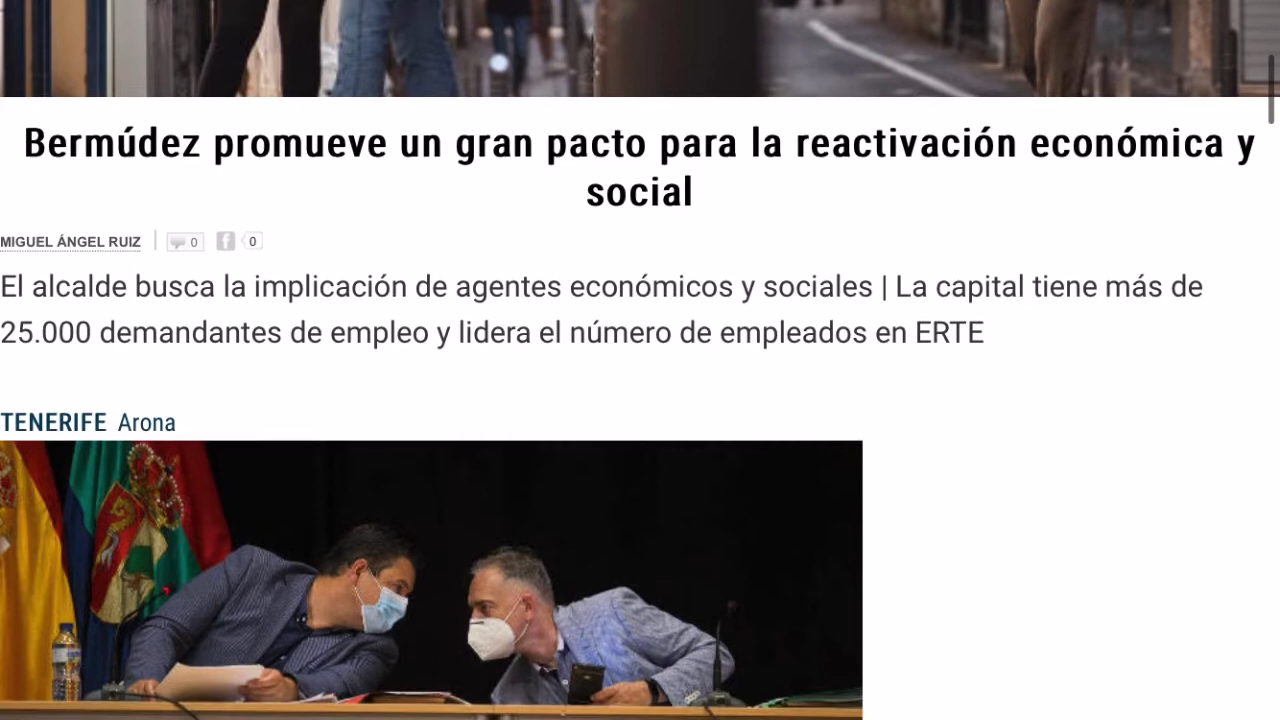 Bermúdez promueve un gran pacto para la reactivación económica y
social
MIGUEL ÁNGEL RUIZ 0 0
El alcalde busca la implicación de agentes económicos y sociales | La capital tiene más de
25.000 demandantes de empleo y lidera el número de empleados en ERTE
TENERIFE Arona